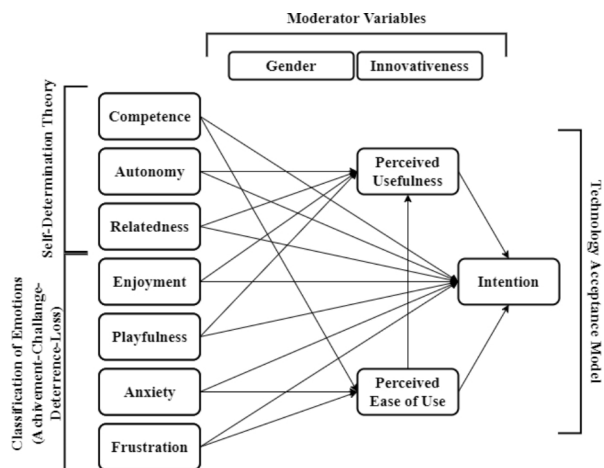 Moderator Variables
Gender
Innovativeness
Self-Determination Theory
Competence
Autonomy
Relatedness
Classification of Emotions
(Achivement-Challange-
Deterrence-Loss)
Enjoyment
Playfulness
Anxiety
Frustration
Perceived
Usefulness
Perceived
Ease of Use
Intention
Technology Acceptance Model